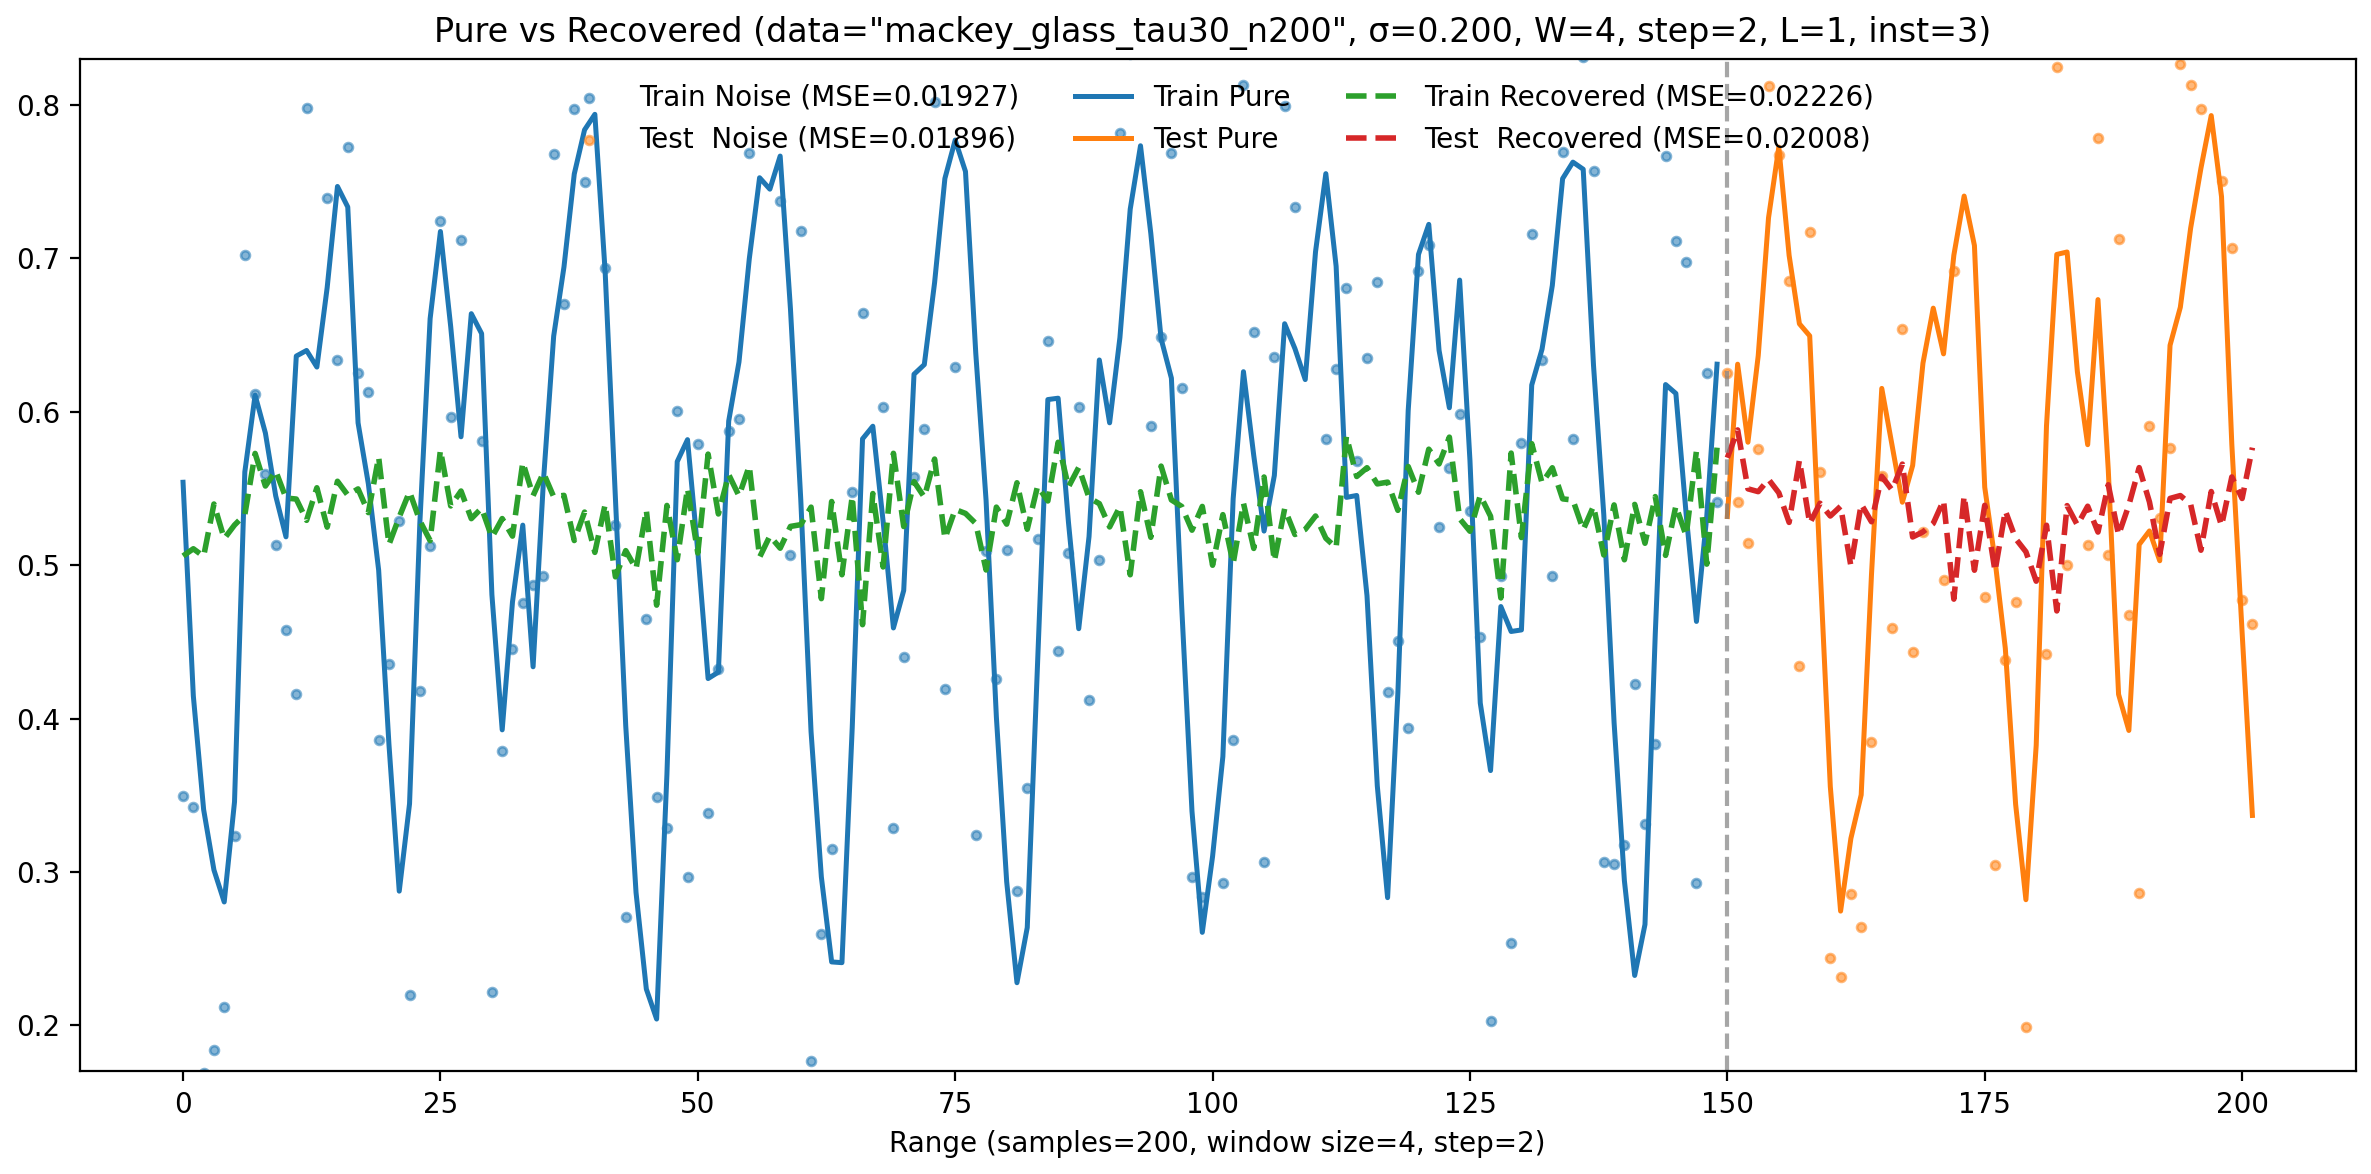 Pure vs Recovered (data="mackey_glass_tau30_n200", σ=0.200, W=4, step=2, L=1, inst=3)
Train Noise (MSE=0.01927) Train Pure Train Recovered (MSE=0.02226)
Test  Noise (MSE=0.01896) Test Pure Test  Recovered (MSE=0.02008)
0.8
0.7
0.6
0.5
0.4
0.3
0.2
0 25 50 75 100 125 150 175 200
Range (samples=200, window size=4, step=2)